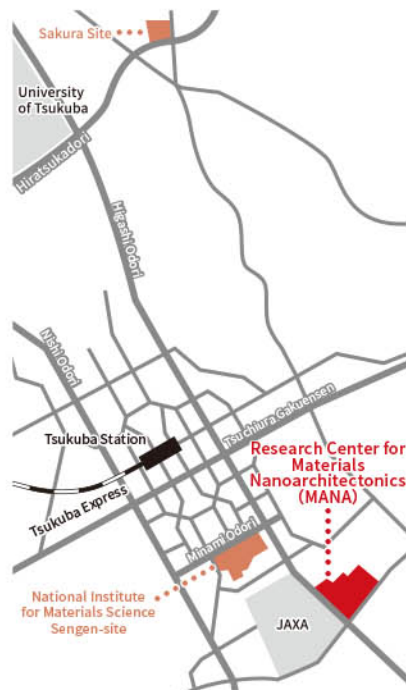 Sakura Site
University
of Tsukuba
Hiratsukadori
Higashi Odori
Nishi Odori
Tsuchiura Gakuensen
Tsukuba Station
Research Center for
Materials
Nanoarchitectonics
(MANA)
Tsukuba Express
Minami Odori
National Institute
for Materials Science
Sengen-site
JAXA